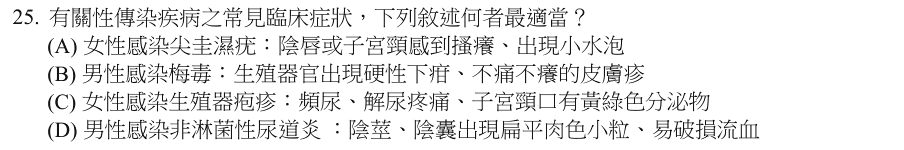 25. 有關性傳染疾病之常見臨床症狀,下列敘述何者最適當?
(A) 女性感染尖圭濕疣:陰唇或子宮頸感到搔癢、出現小水泡
(B) 男性感染梅毒:生殖器官出現硬性下疳、不痛不癢的皮膚疹
(C) 女性感染生殖器疱疹:頻尿、解尿疼痛、子宮頸口有黃綠色分泌物
(D) 男性感染非淋菌性尿道炎 :陰莖、陰囊出現扁平肉色小粒、易破損流血